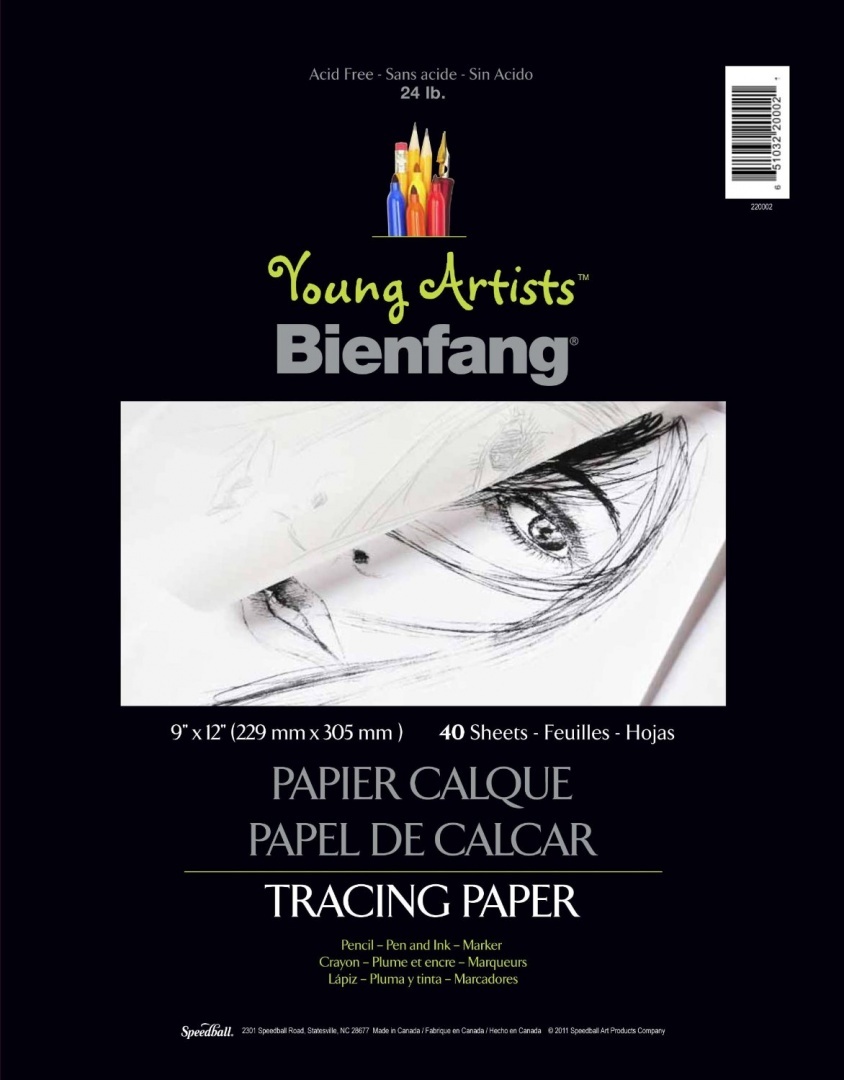 Acid Free - Sans acide - Sin Acido
24 lb.
6 51032 20002 1
220002
Young Artists™
Bienfang®
9" x 12" (229 mm x 305 mm ) 40 Sheets - Feuilles - Hojas
PAPIER CALQUE
PAPEL DE CALCAR
TRACING PAPER
Pencil – Pen and Ink – Marker
Crayon – Plume et encre – Marqueurs
Lápiz – Pluma y tinta – Marcadores
Speedball. 2301 Speedball Road, Statesville, NC 28677 Made in Canada / Fabrique en Canada / Hecho en Canada © 2011 Speedball Art Products Company